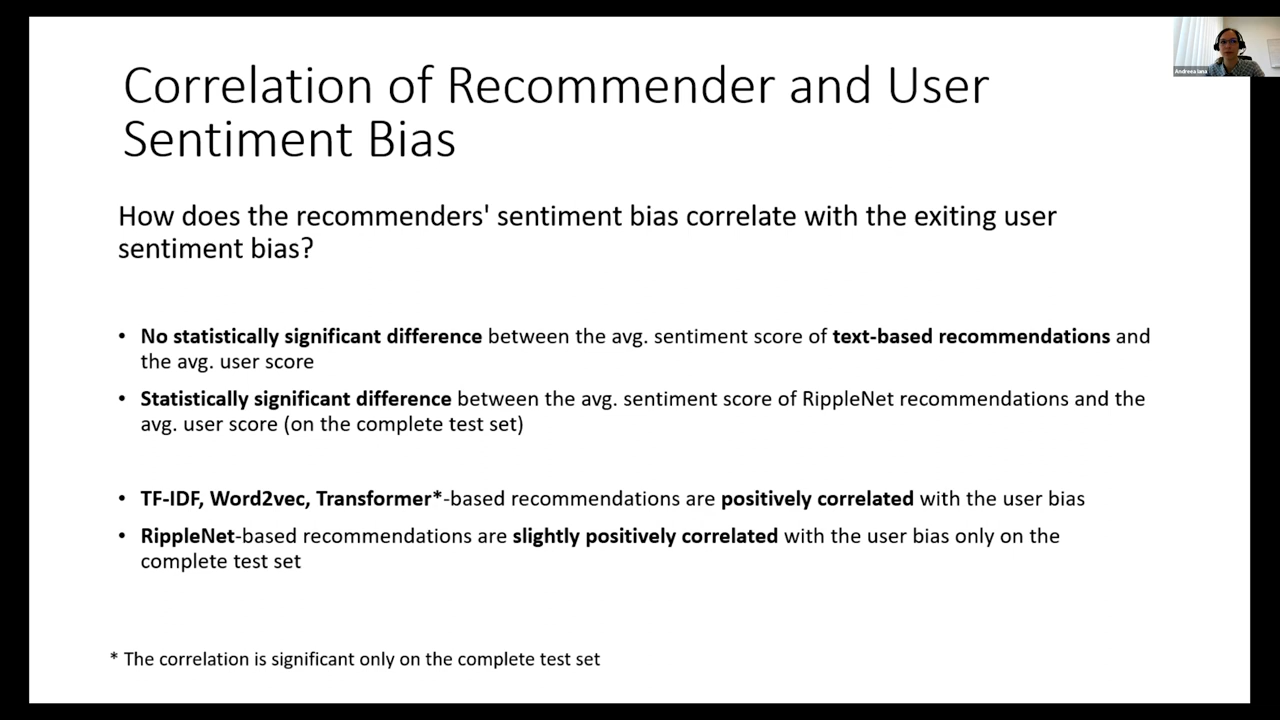 Andreea Iana
Correlation of Recommender and User
Sentiment Bias
How does the recommenders' sentiment bias correlate with the exiting user
sentiment bias?
• No statistically significant difference between the avg. sentiment score of text-based recommendations and
the avg. user score
• Statistically significant difference between the avg. sentiment score of RippleNet recommendations and the
avg. user score (on the complete test set)
• TF-IDF, Word2vec, Transformer*-based recommendations are positively correlated with the user bias
• RippleNet-based recommendations are slightly positively correlated with the user bias only on the
complete test set
* The correlation is significant only on the complete test set